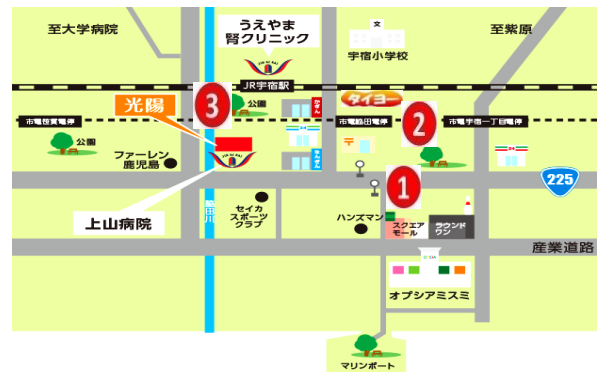 至大学病院
うえやま
腎クリニック
文
宇宿小学校
至紫原
JR宇宿駅
3
公園
光陽
タイヨー
2
市電笹貫電停
市電脇田電停
市電宇宿一丁目電停
公園
ファーレン
鹿児島
1
225
上山病院
セイカ
スポーツ
クラブ
ハンズマン
スクエア
モール
ラウンド
ワン
産業道路
オプシアミスミ
マリンポート